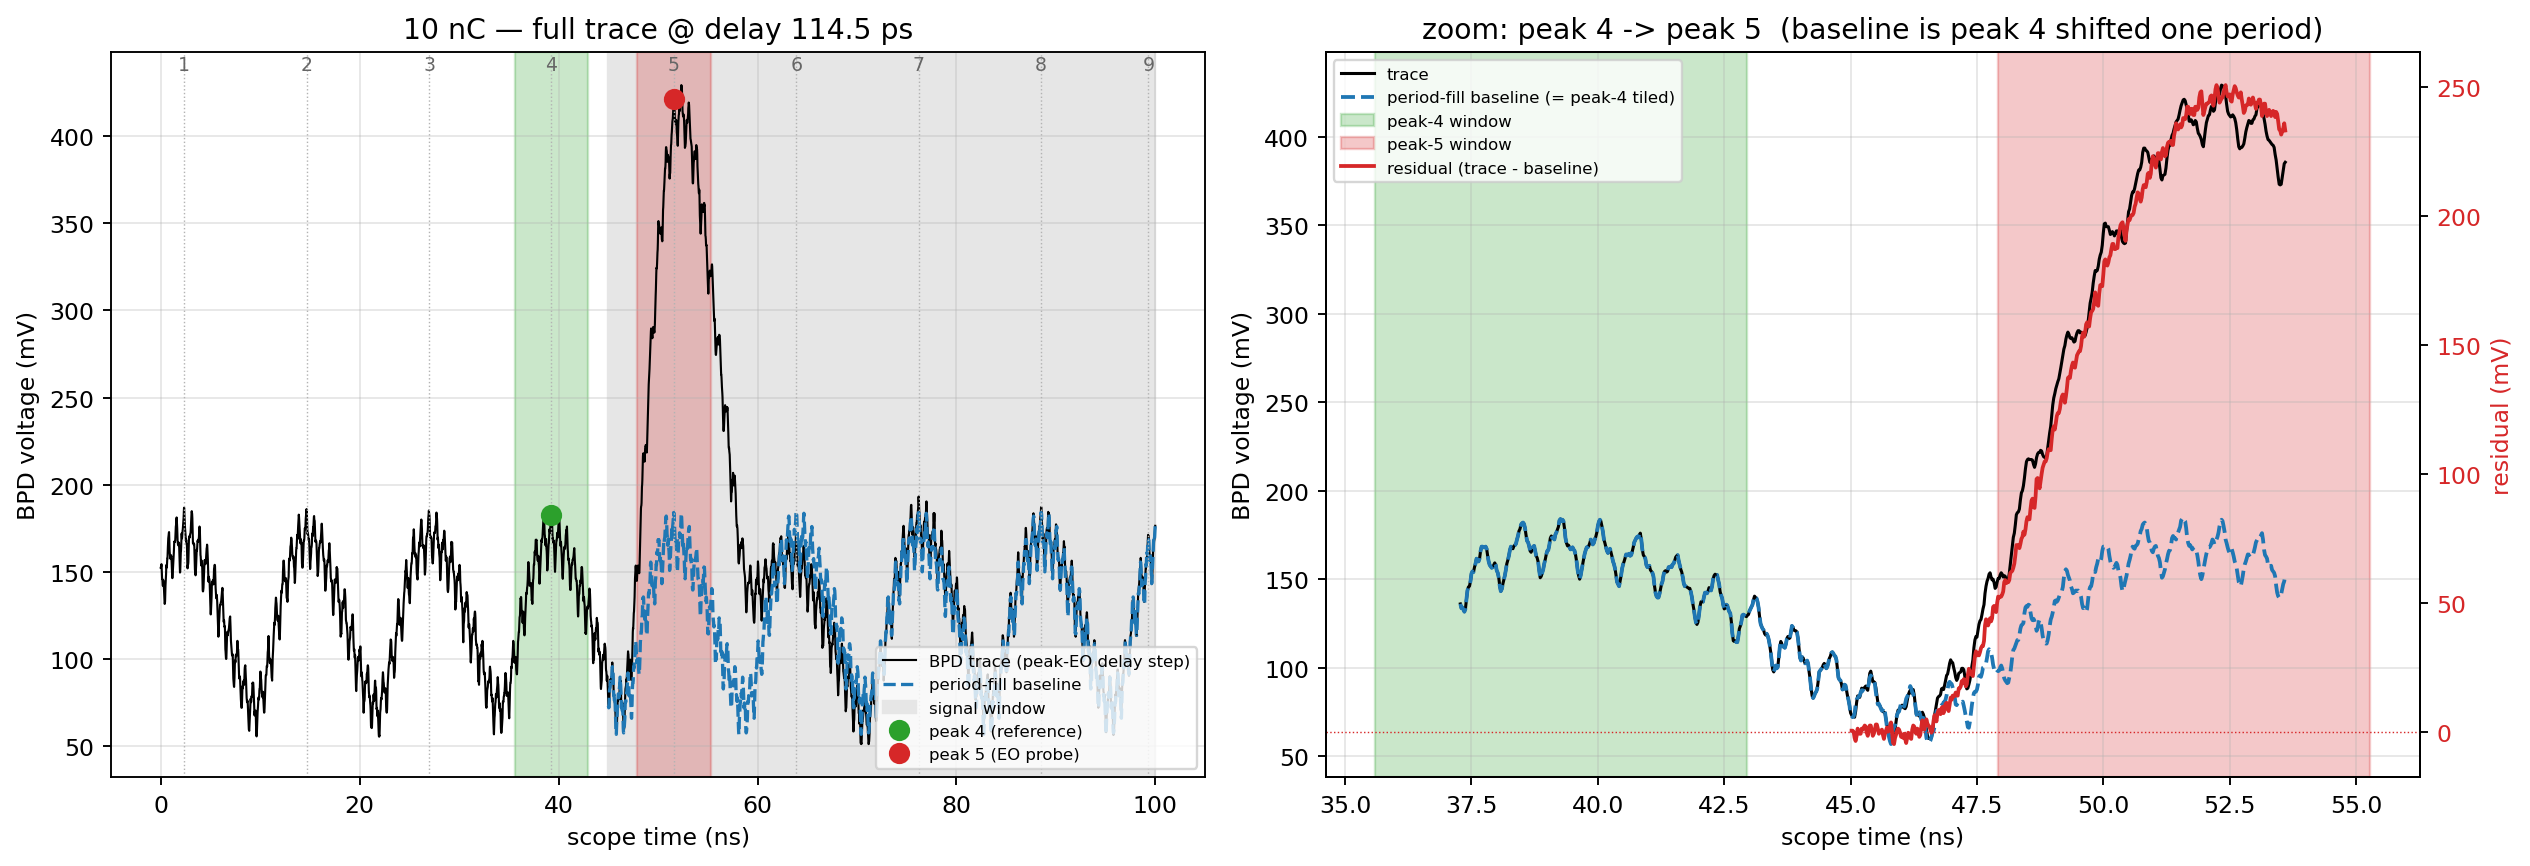 10 nC — full trace @ delay 114.5 ps
1 2 3 4 5 6 7 8 9
400
350
300
250
200
150
100
50
BPD voltage (mV)
BPD trace (peak-EO delay step)
period-fill baseline
signal window
peak 4 (reference)
peak 5 (EO probe)
0 20 40 60 80 100
scope time (ns)
zoom: peak 4 -> peak 5 (baseline is peak 4 shifted one period)
trace
period-fill baseline (= peak-4 tiled)
peak-4 window
peak-5 window
residual (trace - baseline)
400
350
300
250
200
150
100
50
BPD voltage (mV)
250
200
150
100
50
0
residual (mV)
35.0 37.5 40.0 42.5 45.0 47.5 50.0 52.5 55.0
scope time (ns)